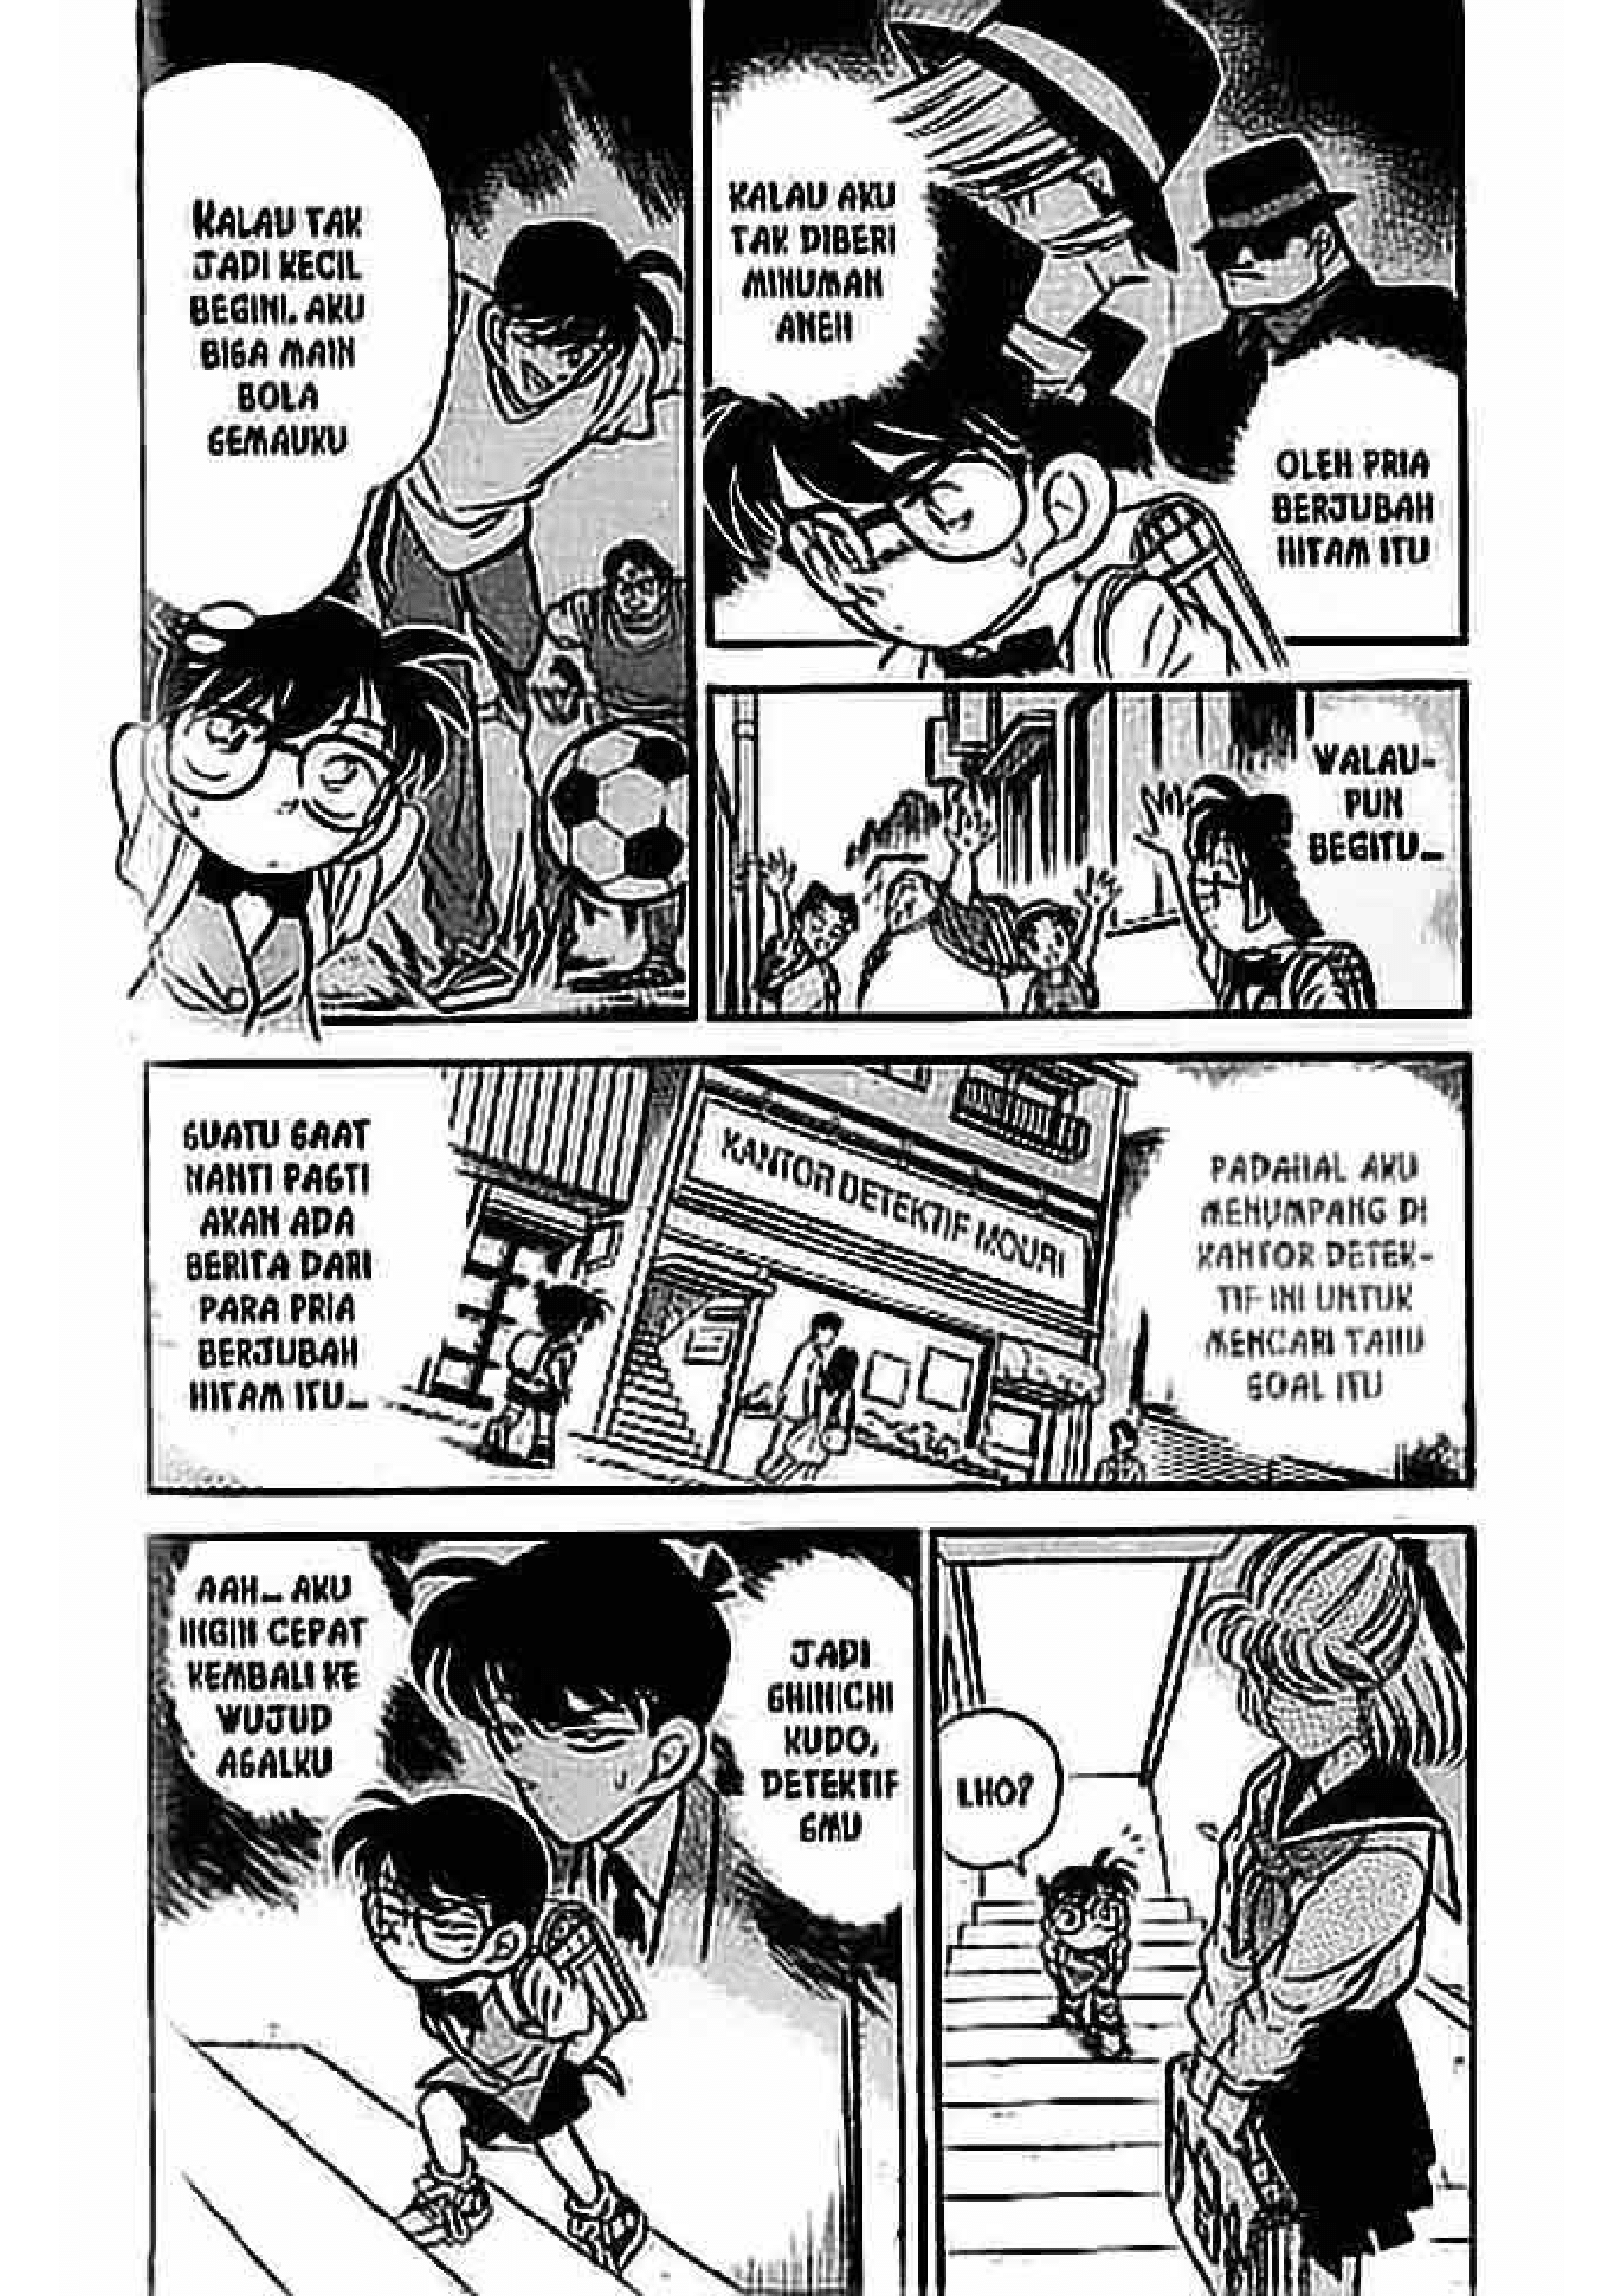 KALAU TAK
JADI KECIL
BEGINI, AKU
BISA MAIN
BOLA
SEMAUKU
KALAU AKU
TAK DIBERI
MINUMAN
ANEH
OLEH PRIA
BERJUBAH
HITAM ITU
WALAU-
PUN
BEGITU...
SUATU SAAT
NANTI PASTI
AKAN ADA
BERITA DARI
PARA PRIA
BERJUBAH
HITAM ITU...
KANTOR DETEKTIF MOURI
PADAHAL AKU
MENUMPANG DI
KANTOR DETEK-
TIF INI UNTUK
MENCARI TAHU
SOAL ITU
AAH... AKU
INGIN CEPAT
KEMBALI KE
WUJUD
ASALKU
JADI
SHINICHI
KUDO,
DETEKTIF
SMU
LHO?